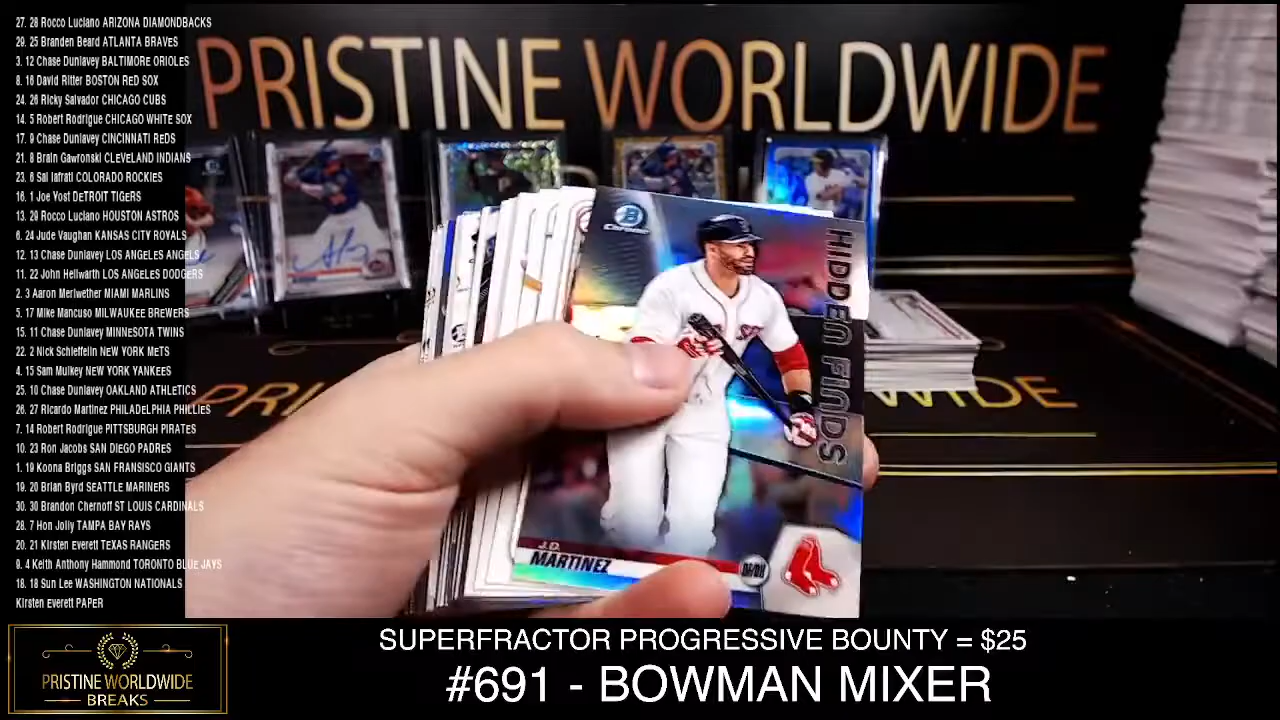 27. 28 Rocco Luciano ARIZONA DIAMONDBACKS
29. 25 Branden Beard ATLANTA BRAVES
3. 12 Chase Dunlavey BALTIMORE ORIOLES
8. 16 David Ritter BOSTON RED SOX
24. 26 Ricky Salvador CHICAGO CUBS
14. 5 Robert Rodrigue CHICAGO WHITE SOX
17. 9 Chase Dunlavey CINCINNATI REDS
21. 8 Brain Gawronski CLEVELAND INDIANS
23. 6 Sal Iafrati COLORADO ROCKIES
16. 1 Joe Yost DETROIT TIGERS
13. 29 Rocco Luciano HOUSTON ASTROS
6. 24 Jude Vaughan KANSAS CITY ROYALS
12. 13 Chase Dunlavey LOS ANGELES ANGELS
11. 22 John Hellwarth LOS ANGELES DODGERS
2. 3 Aaron Meriwether MIAMI MARLINS
5. 17 Mike Mancuso MILWAUKEE BREWERS
15. 11 Chase Dunlavey MINNESOTA TWINS
22. 2 Nick Schieffelin NEW YORK METS
4. 15 Sam Mulkey NEW YORK YANKEES
25. 10 Chase Dunlavey OAKLAND ATHLETICS
26. 27 Ricardo Martinez PHILADELPHIA PHILLIES
7. 14 Robert Rodrigue PITTSBURGH PIRATES
10. 23 Ron Jacobs SAN DIEGO PADRES
1. 19 Koona Briggs SAN FRANSISCO GIANTS
19. 20 Brian Byrd SEATTLE MARINERS
30. 30 Brandon Chernoff ST LOUIS CARDINALS
28. 7 Hon Jolly TAMPA BAY RAYS
20. 21 Kirsten Everett TEXAS RANGERS
9. 4 Keith Anthony Hammond TORONTO BLUE JAYS
18. 18 Sun Lee WASHINGTON NATIONALS
Kirsten Everett PAPER
PRISTINE WORLDWIDE
Chrome
HIDDEN FINDS
J.D.
MARTINEZ
OF/DH
PRISTINE WORLDWIDE
BREAKS
SUPERFRACTOR PROGRESSIVE BOUNTY = $25
#691 - BOWMAN MIXER